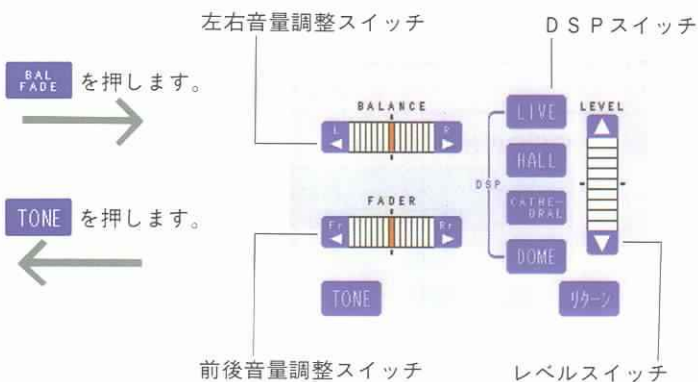 左右音量調整スイッチ
DSPスイッチ
BAL
FADE
を押します。
BALANCE
L
R
FADER
Fr
Rr
TONE
DSP
LIVE
HALL
CATHE-
DRAL
DOME
LEVEL
リターン
TONE を押します。
前後音量調整スイッチ
レベルスイッチ